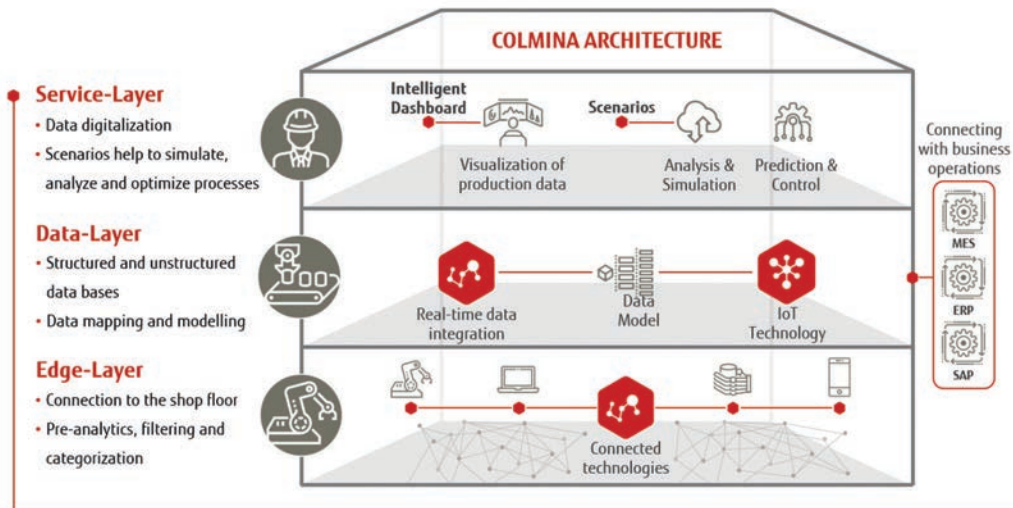 COLMINA ARCHITECTURE
Service-Layer
• Data digitalization
• Scenarios help to simulate,
analyze and optimize processes
Intelligent
Dashboard
Scenarios
Visualization of
production data
Analysis &
Simulation
Prediction &
Control
Data-Layer
• Structured and unstructured
data bases
• Data mapping and modelling
Real-time data
integration
Data
Model
IoT
Technology
Edge-Layer
• Connection to the shop floor
• Pre-analytics, filtering and
categorization
Connected
technologies
Connecting
with business
operations
MES
ERP
SAP